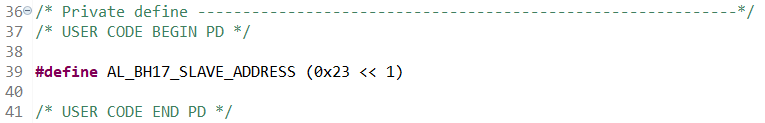 36 /* Private define ------------------------------------------------------------*/
37 /* USER CODE BEGIN PD */
38
39 #define AL_BH17_SLAVE_ADDRESS (0x23 << 1)
40
41 /* USER CODE END PD */